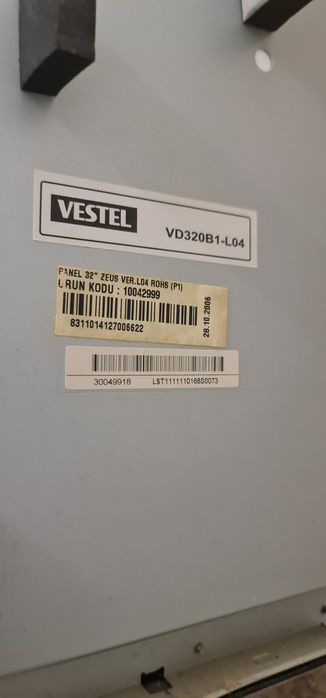 VESTEL
VD320B1-L04
PANEL 32" ZEUS VER.L04 ROHS (P1)
URUN KODU : 10042999
8311014127006622
28.10.2006
30049918 LST1111110168S0073